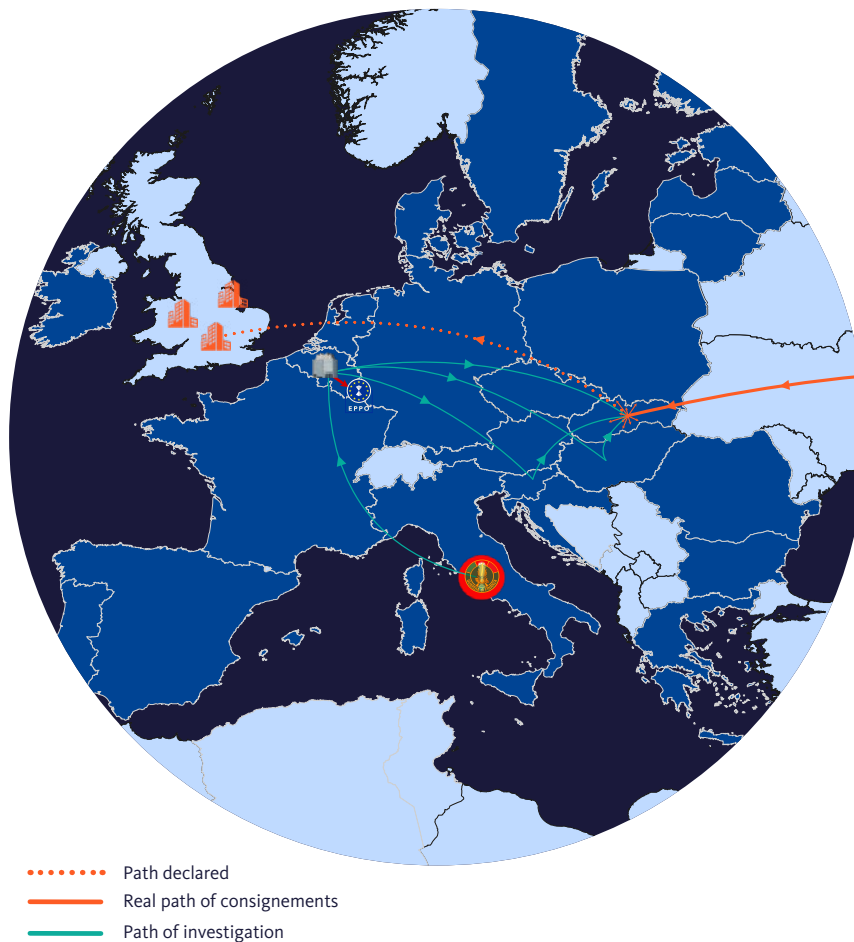 EPPO
Path declared
Real path of consignements
Path of investigation